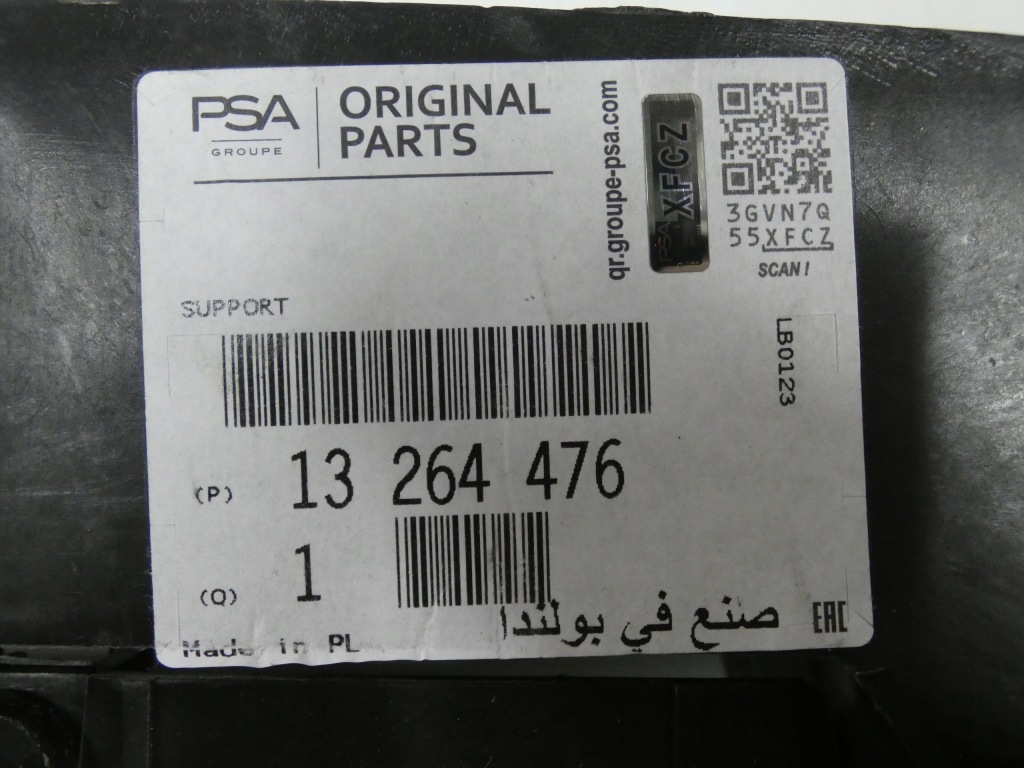 PSA
GROUPE
ORIGINAL
PARTS
qr.groupe-psa.com
PSA XFCZ
3GVN7Q
55XFCZ
SCAN!
SUPPORT
LB0123
(P) 13 264 476
(Q) 1
Made in PL
صنع في بولندا
EAC